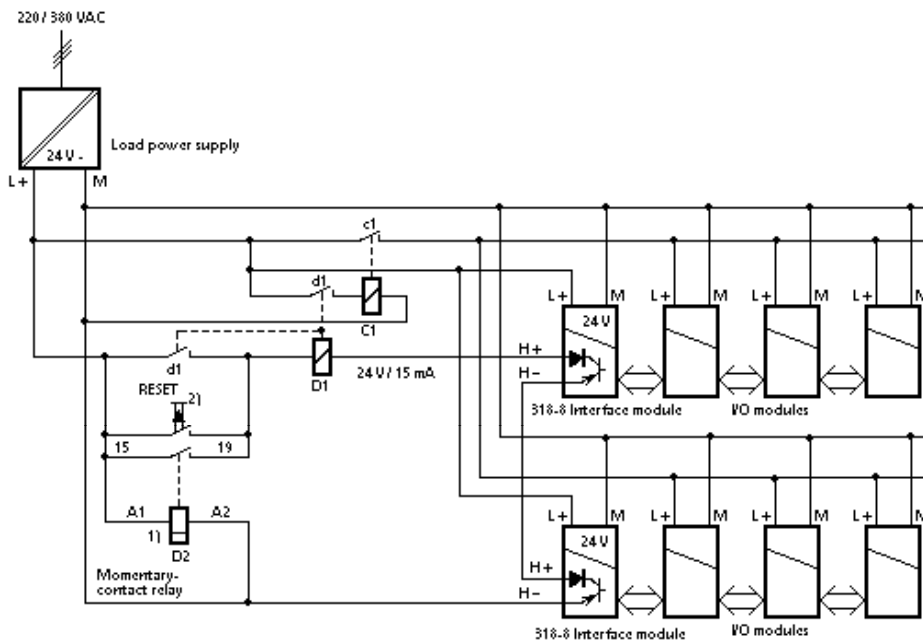 220 / 380 VAC
24 V -
Load power supply
L+ M
c1
d1
C1
L+ M L+ M L+ M L+ M
24 V
H+
H-
d1
D1
24 V / 15 mA
RESET
2)
318-8 Interface module I/O modules
15 19
A1 A2
1)
D2
L+ M L+ M L+ M L+ M
24 V
H+
H-
Momentary-
contact relay
318-8 Interface module I/O modules